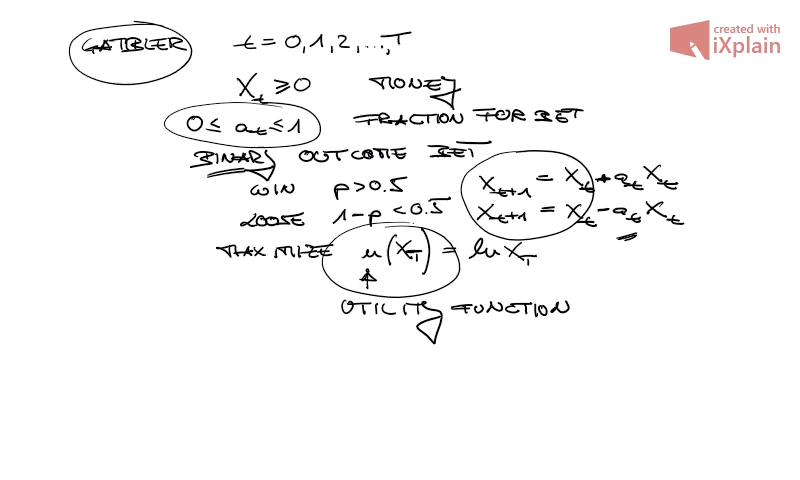 created with
iXplain
GAMBLER t = 0, 1, 2, ..., T
X_t ≥ 0 MONEY
0 ≤ a_t ≤ 1 FRACTION FOR BET
BINARY OUTCOME BET
WIN p > 0.5 X_{t+1} = X_t + a_t X_t
LOOSE 1-p < 0.5 X_{t+1} = X_t - a_t X_t
MAXIMIZE u(X_T) = ln X_T
UTILITY FUNCTION